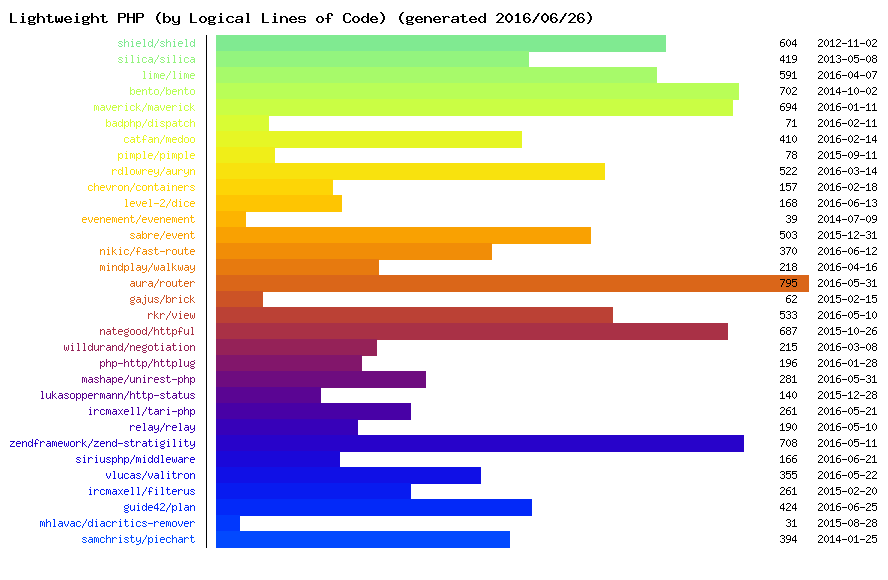 Lightweight PHP (by Logical Lines of Code) (generated 2016/06/26)
shield/shield 604 2012-11-02
silica/silica 419 2013-05-08
lime/lime 591 2016-04-07
bento/bento 702 2014-10-02
maverick/maverick 694 2016-01-11
badphp/dispatch 71 2016-02-11
catfan/medoo 410 2016-02-14
pimple/pimple 78 2015-09-11
rdlowrey/auryn 522 2016-03-14
chevron/containers 157 2016-02-18
level-2/dice 168 2016-06-13
evenement/evenement 39 2014-07-09
sabre/event 503 2015-12-31
nikic/fast-route 370 2016-06-12
mindplay/walkway 218 2016-04-16
aura/router 795 2016-05-31
gajus/brick 62 2015-02-15
rkr/view 533 2016-05-10
nategood/httpful 687 2015-10-26
willdurand/negotiation 215 2016-03-08
php-http/httplug 196 2016-01-28
mashape/unirest-php 281 2016-05-31
lukasoppermann/http-status 140 2015-12-28
ircmaxell/tari-php 261 2016-05-21
relay/relay 190 2016-05-10
zendframework/zend-stratigility 708 2016-05-11
siriusphp/middleware 166 2016-06-21
vlucas/valitron 355 2016-05-22
ircmaxell/filterus 261 2015-02-20
guide42/plan 424 2016-06-25
mhlavac/diacritics-remover 31 2015-08-28
samchristy/piechart 394 2014-01-25